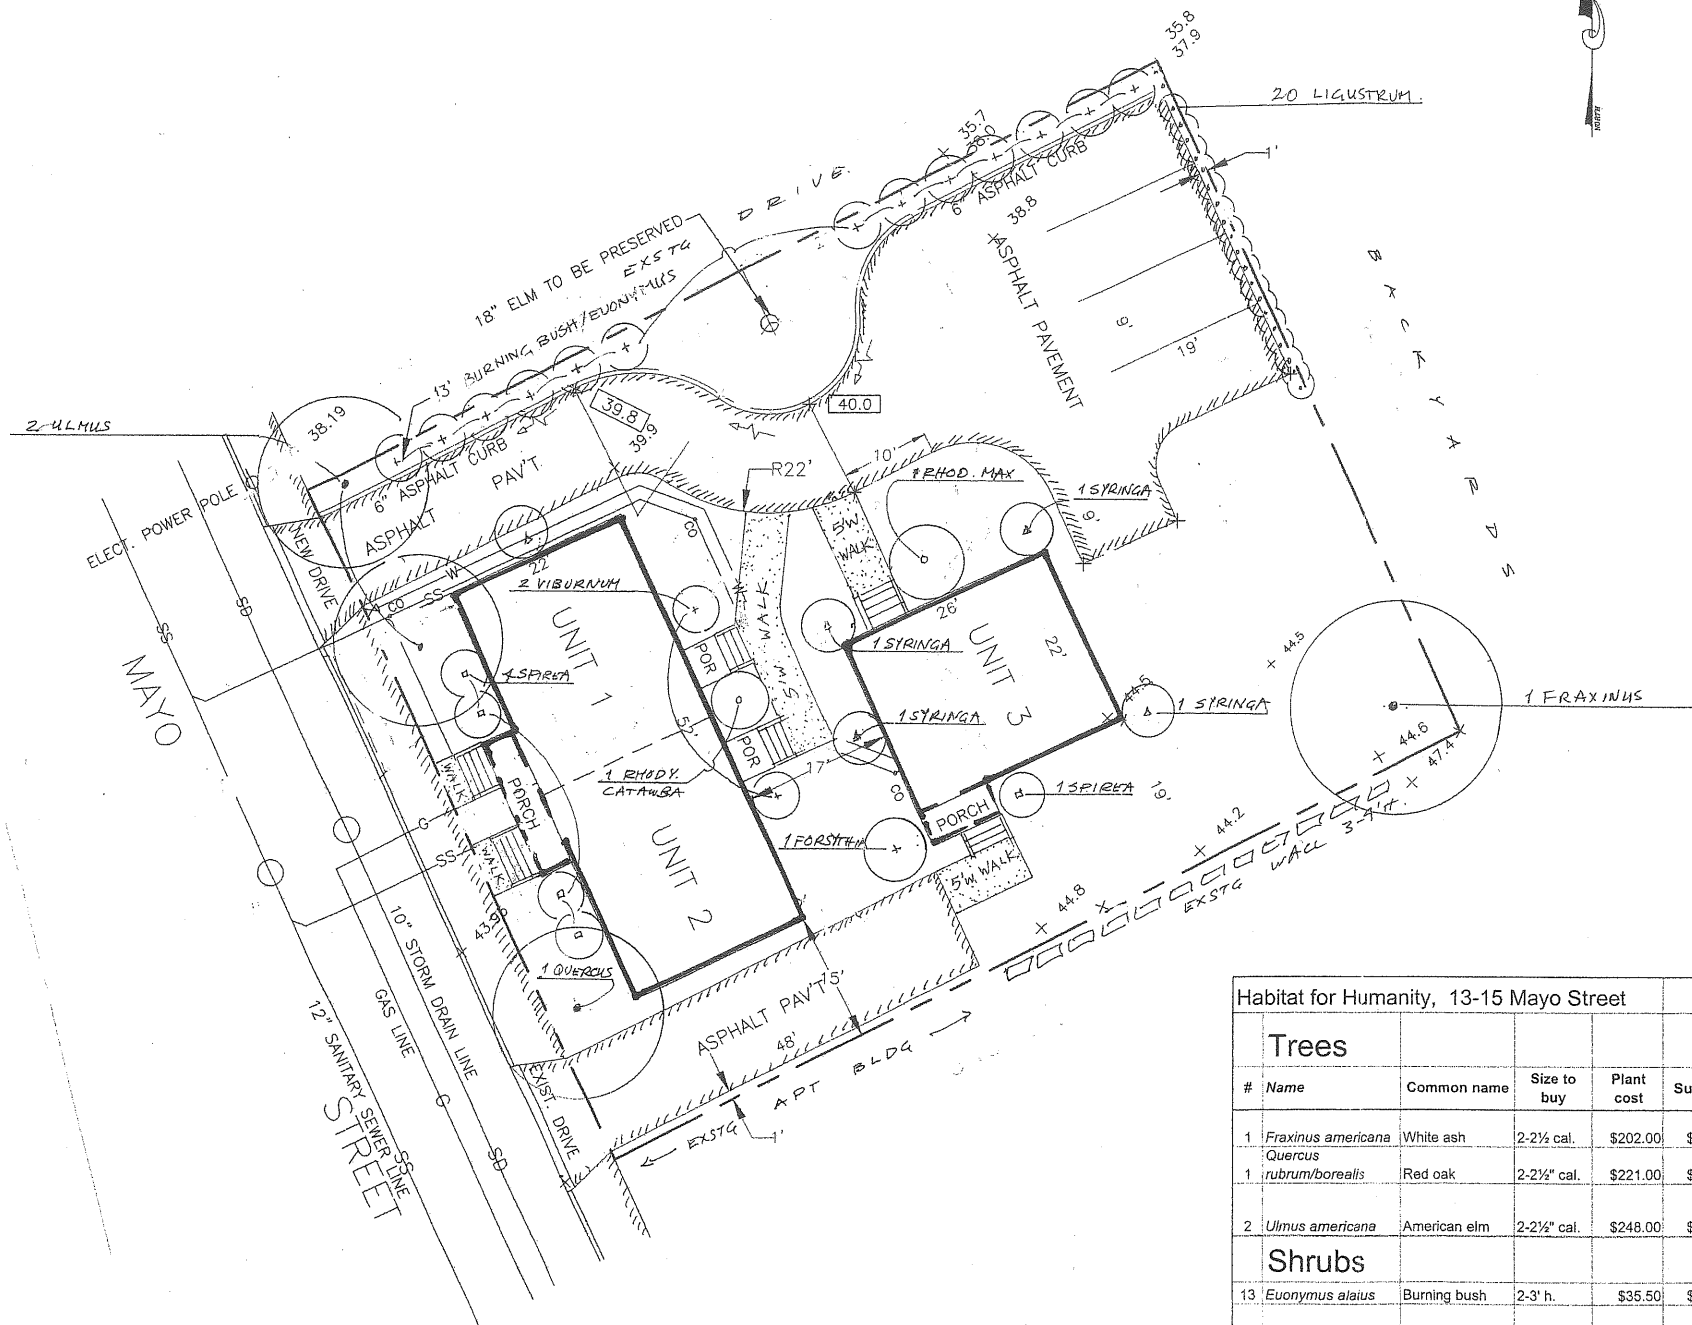 35.8
37.9
NORTH
20 LIGUSTRUM.
1'
35.7
38.0
DRIVE.
6" ASPHALT CURB
38.8
ASPHALT PAVEMENT
9'
19'
BACKYARDS
18" ELM TO BE PRESERVED
EXSTG
13' BURNING BUSH/EUONYMUS
2 ULMUS
38.19
39.8
39.9
40.0
6" ASPHALT CURB
ASPHALT PAV'T.
ELECT. POWER POLE
NEW DRIVE
R22'
10'
1 RHOD. MAX
1 SYRINGA
9'
5'W WALK
CO
W
22'
SS
CO
2 VIBURNUM
UNIT 1
WALK
W/S
POR
26'
UNIT 3
22'
1 SYRINGA
44.5
1 SYRINGA
44.5
1 FRAXINUS
44.6
47.4
4 SPIREA
MAYO
SS
SD
POR
1 SYRINGA
17'
CO
1 RHODY.
CATAWBA
PORCH
WALK
WALK
G
SS
UNIT 2
1 FORSYTHIA
PORCH
1 SPIREA
19'
5'W WALK
44.2
44.8
EXSTG WALL 3-4' H.
1 QUERCUS
ASPHALT PAV'T
15'
48'
EXSTG APT BLDG
1'
EXIST. DRIVE
10" STORM DRAIN LINE
GAS LINE
12" SANITARY SEWER LINE
G
SD
SS
STREET
Habitat for Humanity, 13-15 Mayo Street
Trees
# Name Common name Size to buy Plant cost Su
1 Fraxinus americana White ash 2-2½ cal. $202.00 $
1 Quercus rubrum/borealis Red oak 2-2½" cal. $221.00 $
2 Ulmus americana American elm 2-2½" cal. $248.00 $
Shrubs
13 Euonymus alaius Burning bush 2-3' h. $35.50 $